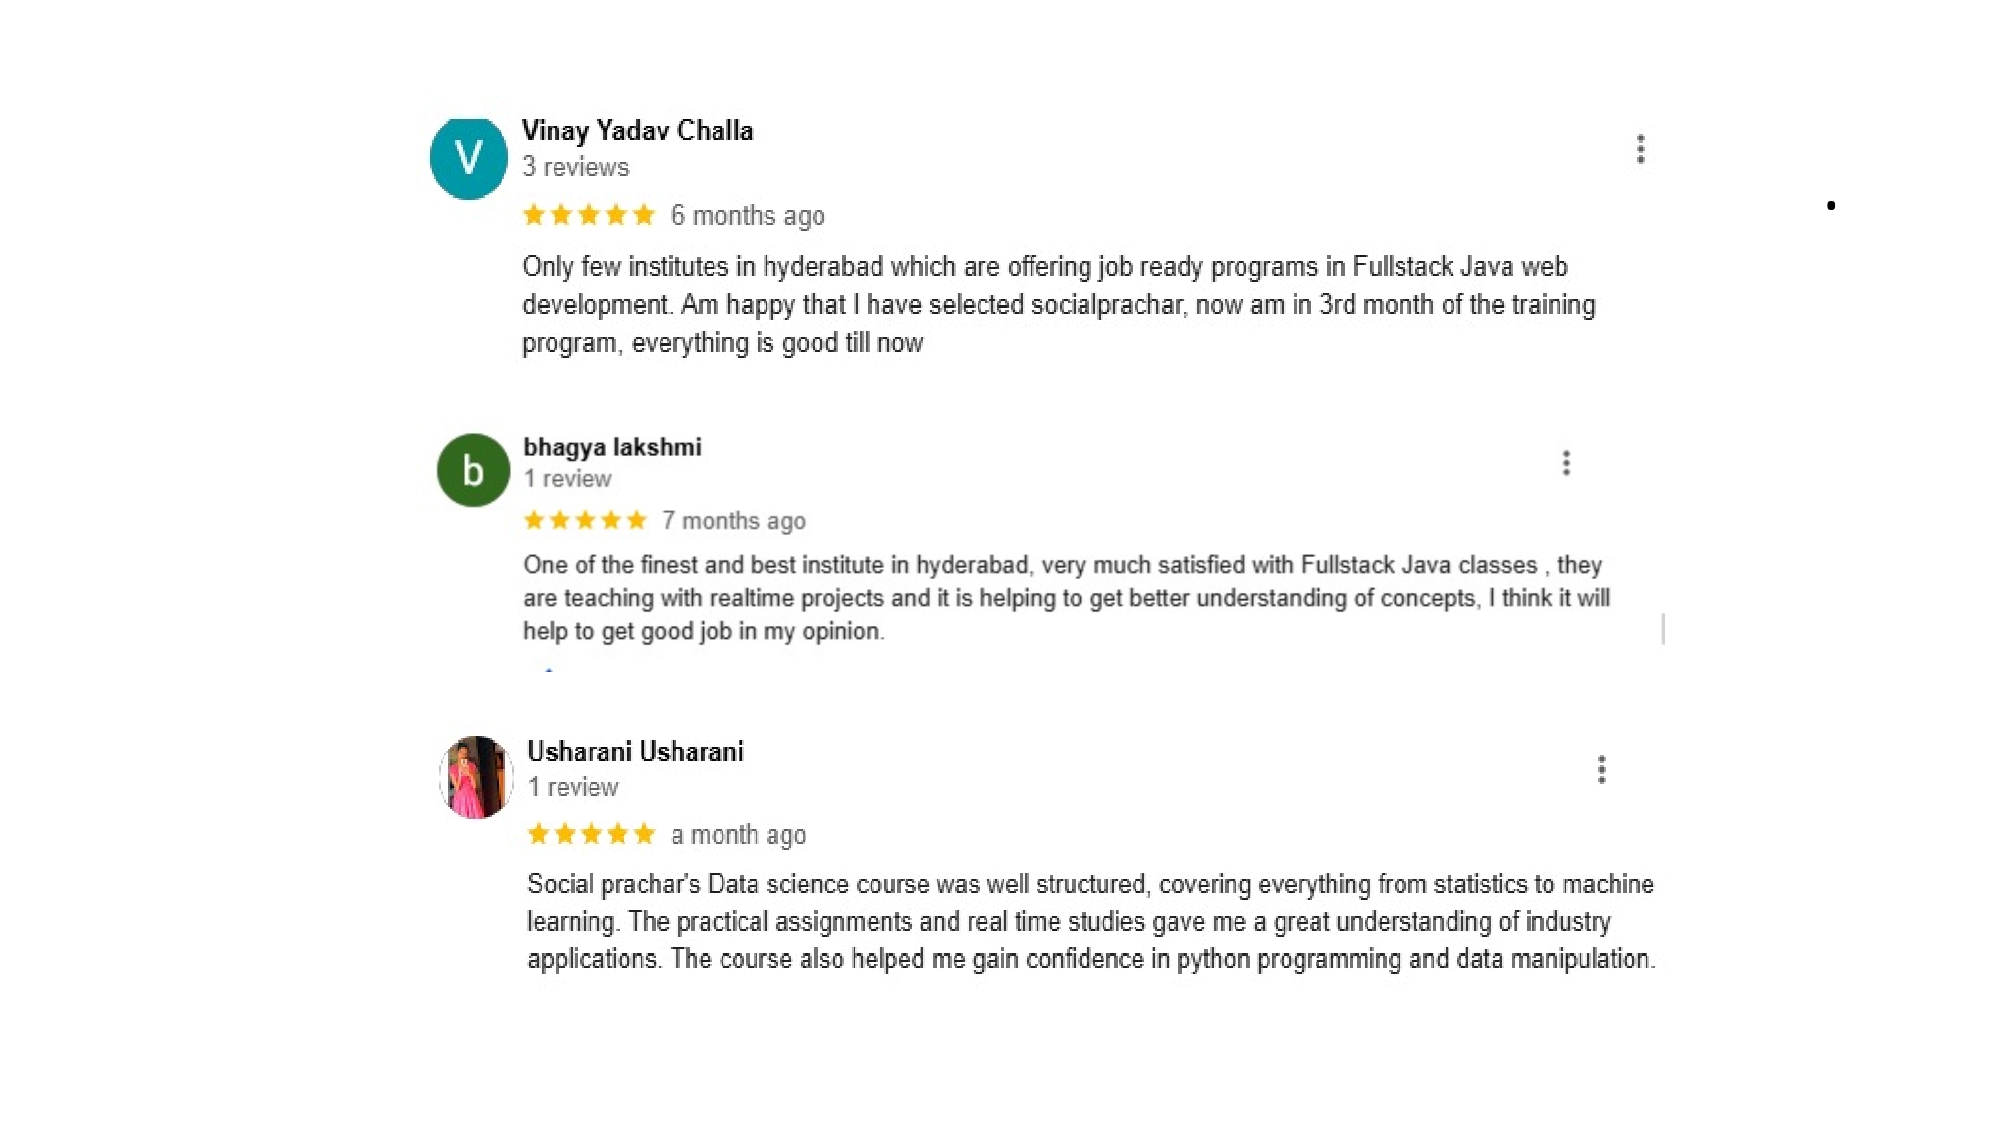 V
Vinay Yadav Challa
3 reviews
6 months ago
Only few institutes in hyderabad which are offering job ready programs in Fullstack Java web
development. Am happy that I have selected socialprachar, now am in 3rd month of the training
program, everything is good till now
b
bhagya lakshmi
1 review
7 months ago
One of the finest and best institute in hyderabad, very much satisfied with Fullstack Java classes , they
are teaching with realtime projects and it is helping to get better understanding of concepts, I think it will
help to get good job in my opinion.
Usharani Usharani
1 review
a month ago
Social prachar's Data science course was well structured, covering everything from statistics to machine
learning. The practical assignments and real time studies gave me a great understanding of industry
applications. The course also helped me gain confidence in python programming and data manipulation.